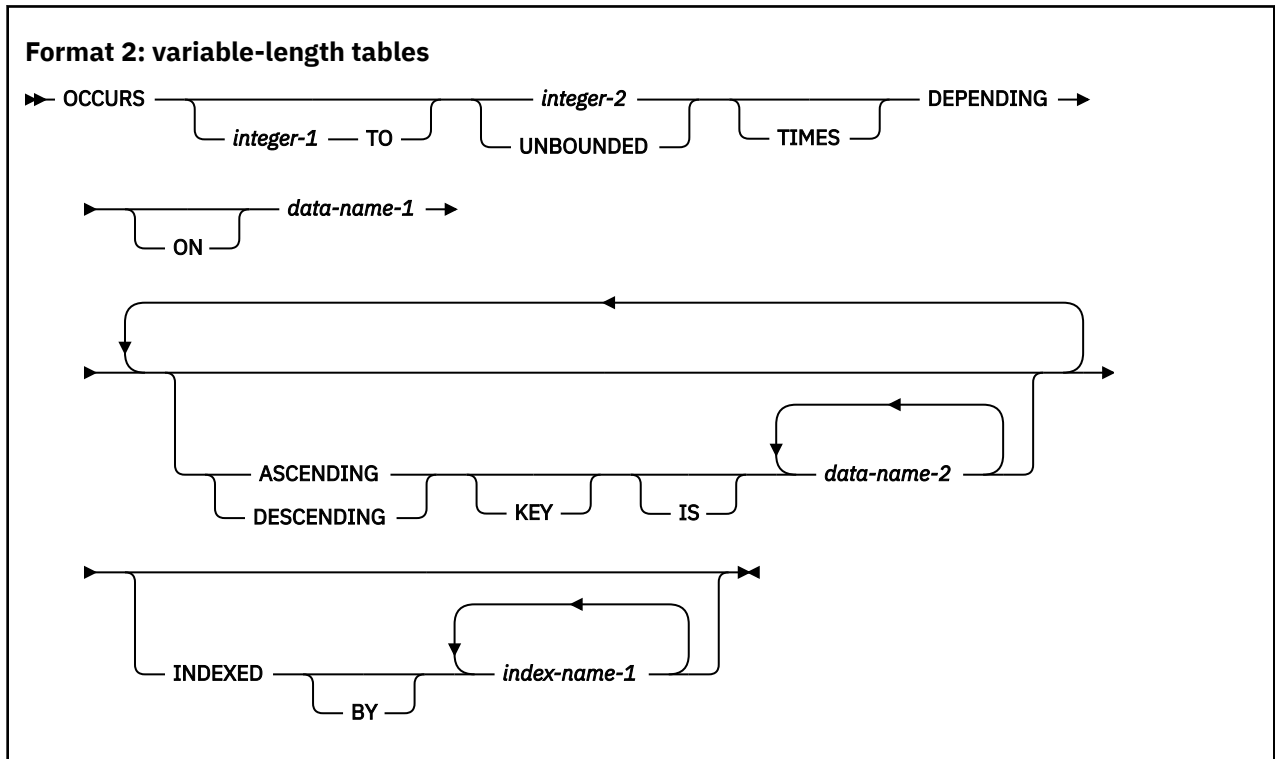 Format 2: variable-length tables
OCCURS integer-2 DEPENDING
integer-1 TO UNBOUNDED TIMES
data-name-1
ON
ASCENDING data-name-2
DESCENDING KEY IS
INDEXED index-name-1
BY